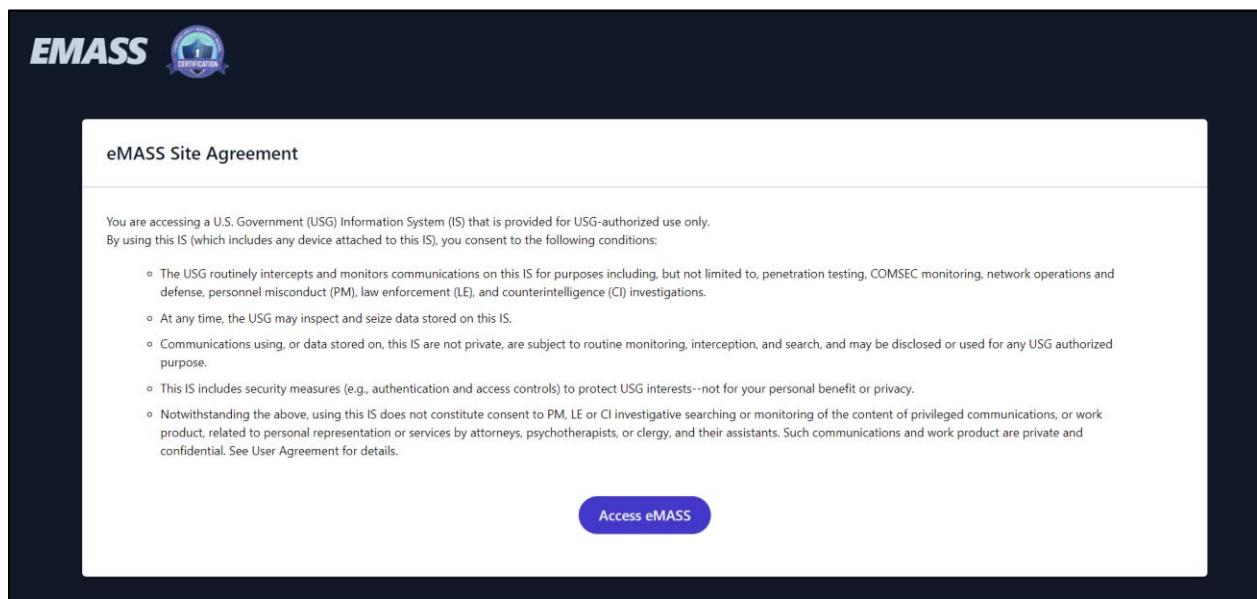 EMASS
CERTIFICATION
eMASS Site Agreement
You are accessing a U.S. Government (USG) Information System (IS) that is provided for USG-authorized use only.
By using this IS (which includes any device attached to this IS), you consent to the following conditions:
The USG routinely intercepts and monitors communications on this IS for purposes including, but not limited to, penetration testing, COMSEC monitoring, network operations and
defense, personnel misconduct (PM), law enforcement (LE), and counterintelligence (CI) investigations.
At any time, the USG may inspect and seize data stored on this IS.
Communications using, or data stored on, this IS are not private, are subject to routine monitoring, interception, and search, and may be disclosed or used for any USG authorized
purpose.
This IS includes security measures (e.g., authentication and access controls) to protect USG interests--not for your personal benefit or privacy.
Notwithstanding the above, using this IS does not constitute consent to PM, LE or CI investigative searching or monitoring of the content of privileged communications, or work
product, related to personal representation or services by attorneys, psychotherapists, or clergy, and their assistants. Such communications and work product are private and
confidential. See User Agreement for details.
Access eMASS